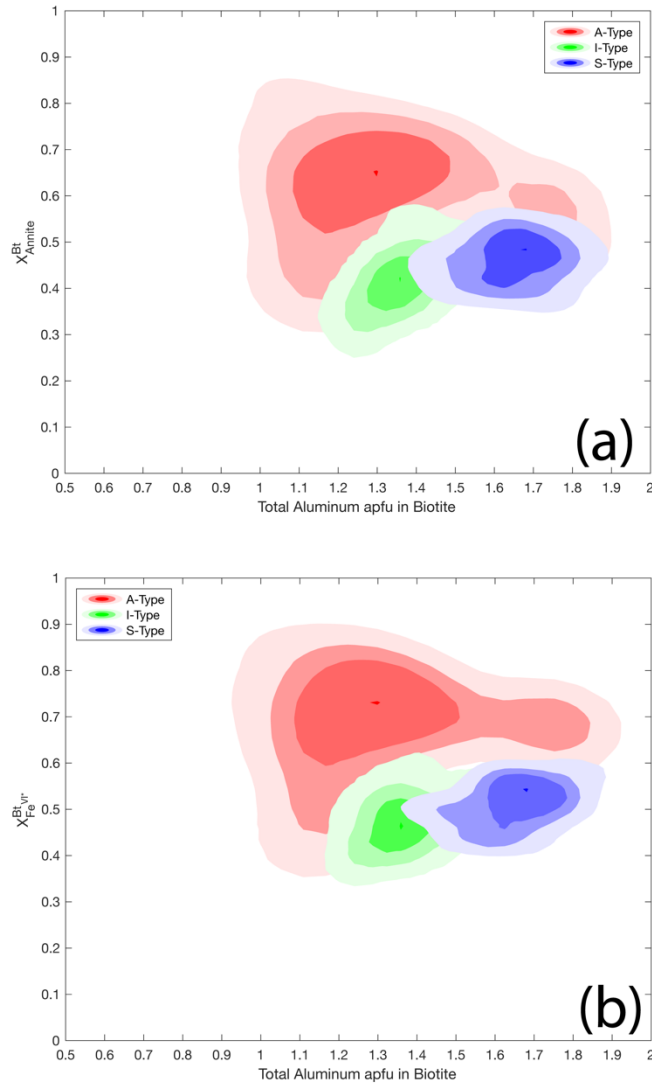 1
0.9
0.8
0.7
0.6
0.5
0.4
0.3
0.2
0.1
0
X Bt Annite
A-Type
I-Type
S-Type
(a)
0.5 0.6 0.7 0.8 0.9 1 1.1 1.2 1.3 1.4 1.5 1.6 1.7 1.8 1.9 2
Total Aluminum apfu in Biotite
1
0.9
0.8
0.7
0.6
0.5
0.4
0.3
0.2
0.1
0
X Bt VI* Fe
A-Type
I-Type
S-Type
(b)
0.5 0.6 0.7 0.8 0.9 1 1.1 1.2 1.3 1.4 1.5 1.6 1.7 1.8 1.9 2
Total Aluminum apfu in Biotite